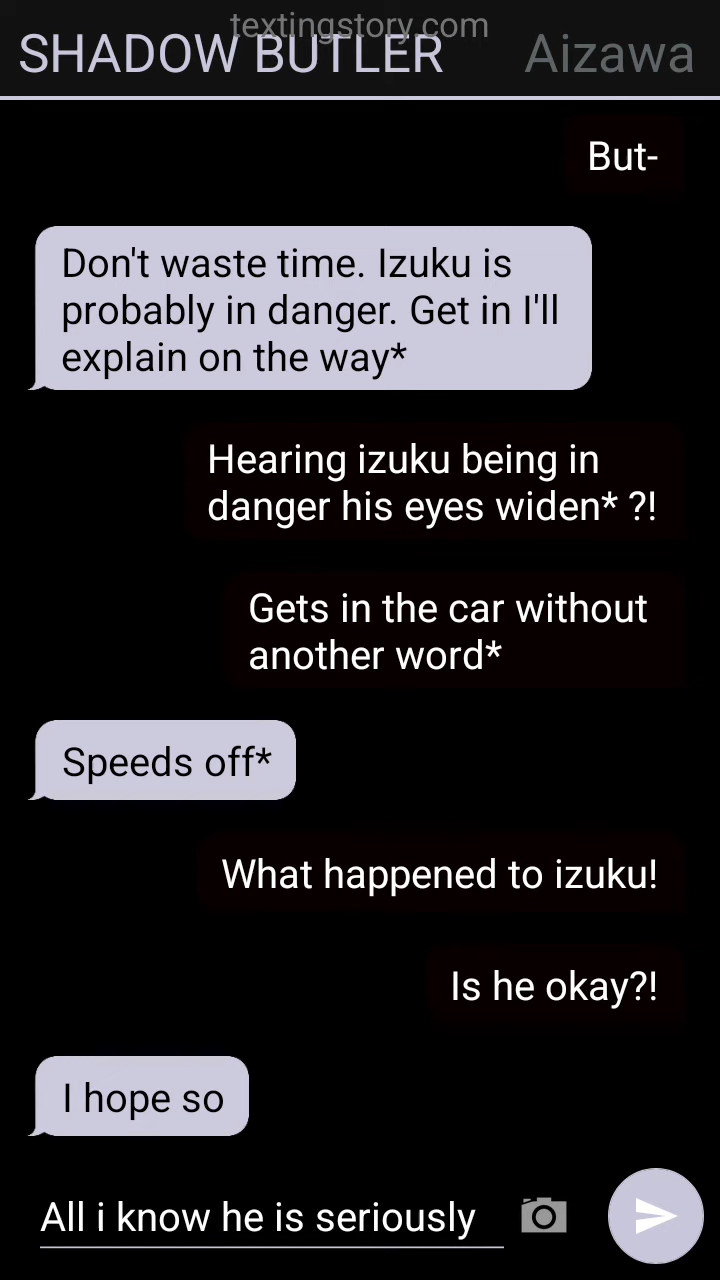 textingstory.com
SHADOW BUTLER Aizawa
But-
Don't waste time. Izuku is
probably in danger. Get in I'll
explain on the way*
Hearing izuku being in
danger his eyes widen* ?!
Gets in the car without
another word*
Speeds off*
What happened to izuku!
Is he okay?!
I hope so
All i know he is seriously